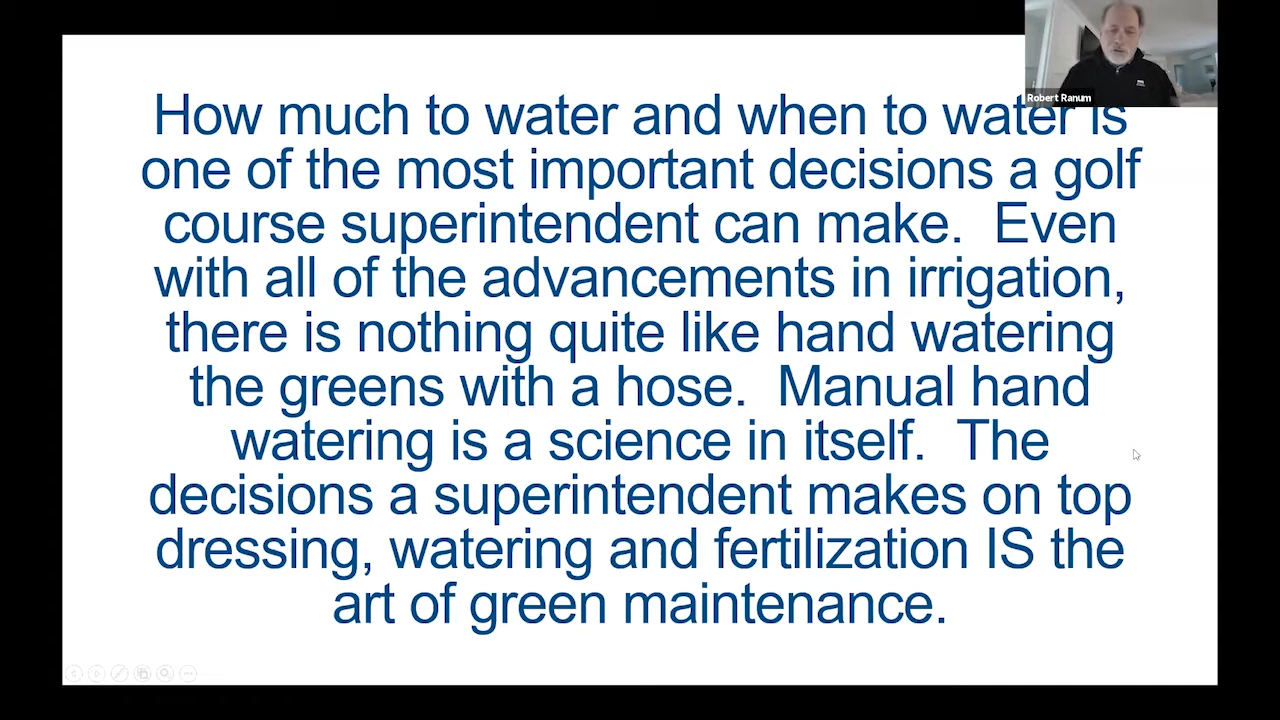 Robert Ranum
How much to water and when to water is
one of the most important decisions a golf
course superintendent can make.  Even
with all of the advancements in irrigation,
there is nothing quite like hand watering
the greens with a hose.  Manual hand
watering is a science in itself.  The
decisions a superintendent makes on top
dressing, watering and fertilization IS the
art of green maintenance.